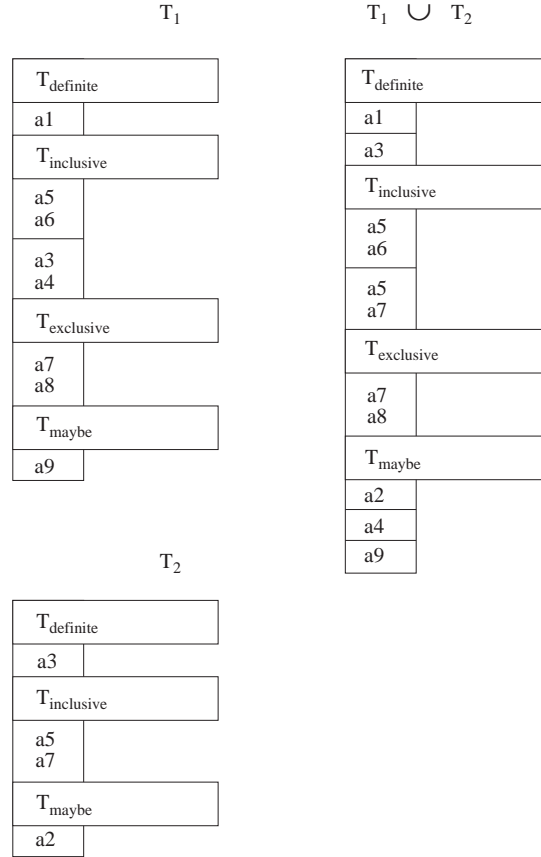 T1
Tdefinite
a1
Tinclusive
a5
a6
a3
a4
Texclusive
a7
a8
Tmaybe
a9
T2
Tdefinite
a3
Tinclusive
a5
a7
Tmaybe
a2
T1 ∪ T2
Tdefinite
a1
a3
Tinclusive
a5
a6
a5
a7
Texclusive
a7
a8
Tmaybe
a2
a4
a9